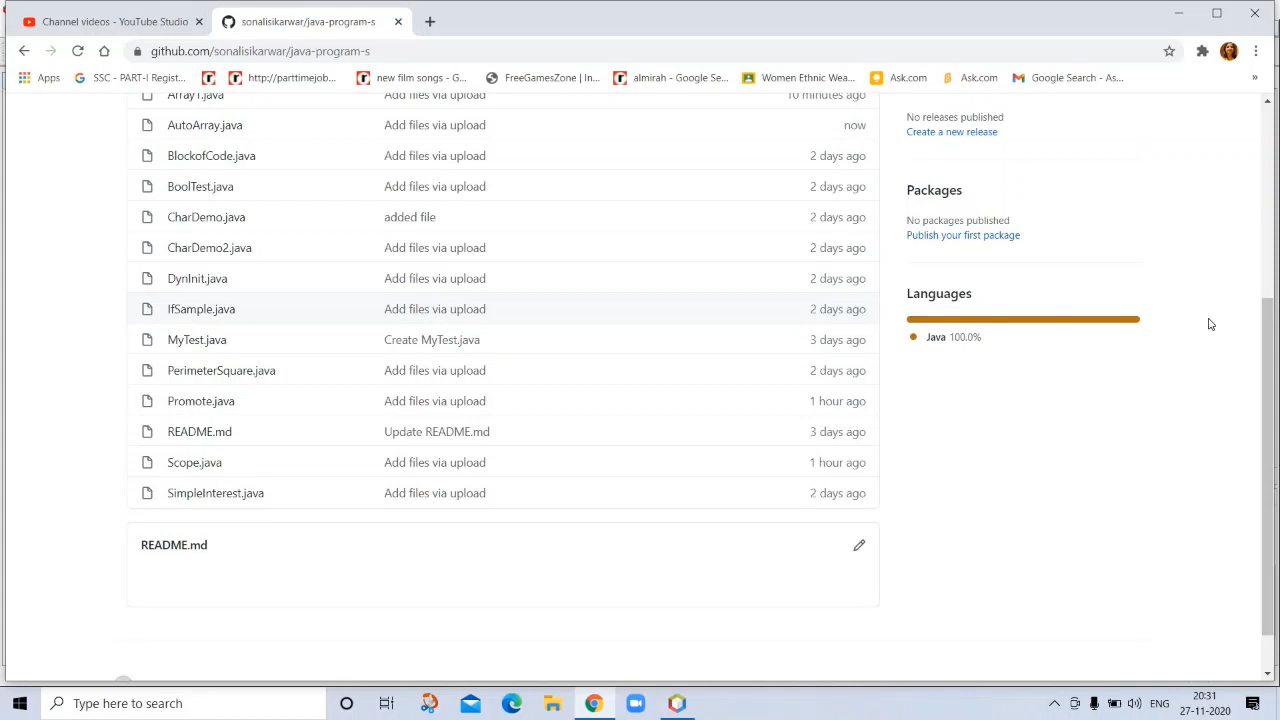 Channel videos - YouTube Studio
sonalisikarwar/java-program-s
github.com/sonalisikarwar/java-program-s
Apps
SSC - PART-I Regist...
http://parttimejob...
new film songs - G...
FreeGamesZone | In...
almirah - Google Se...
Women Ethnic Wea...
Ask.com
Ask.com
Google Search - As...
»
Array1.java Add files via upload 10 minutes ago
AutoArray.java Add files via upload now
BlockofCode.java Add files via upload 2 days ago
BoolTest.java Add files via upload 2 days ago
CharDemo.java added file 2 days ago
CharDemo2.java Add files via upload 2 days ago
DynInit.java Add files via upload 2 days ago
IfSample.java Add files via upload 2 days ago
MyTest.java Create MyTest.java 3 days ago
PerimeterSquare.java Add files via upload 2 days ago
Promote.java Add files via upload 1 hour ago
README.md Update README.md 3 days ago
Scope.java Add files via upload 1 hour ago
SimpleInterest.java Add files via upload 2 days ago
README.md
No releases published
Create a new release
Packages
No packages published
Publish your first package
Languages
Java 100.0%
Type here to search
ENG
20:31
27-11-2020